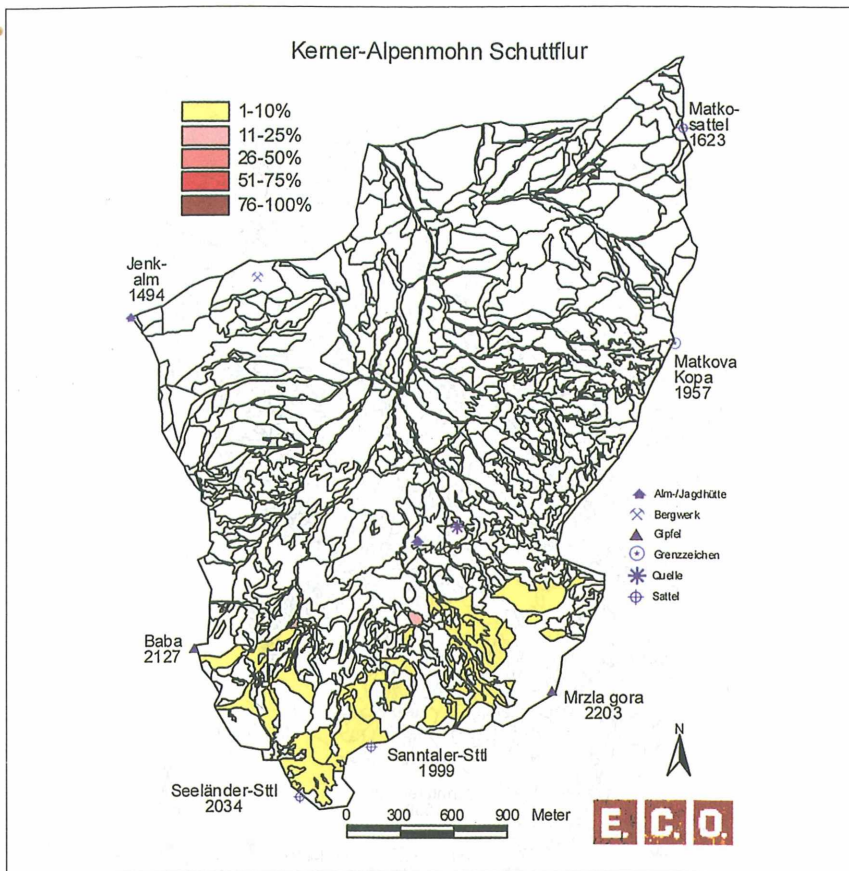 Kerner-Alpenmohn Schuttflur
1-10%
11-25%
26-50%
51-75%
76-100%
Matko-
sattel
1623
Jenk-
alm
1494
Matkova
Kopa
1957
Alm-/Jagdhütte
Bergwerk
Gipfel
Grenzzeichen
Quelle
Sattel
Baba
2127
Mrzla gora
2203
Sanntaler-Sttl
1999
Seeländer-Sttl
2034
N
0 300 600 900 Meter
E. C. O.